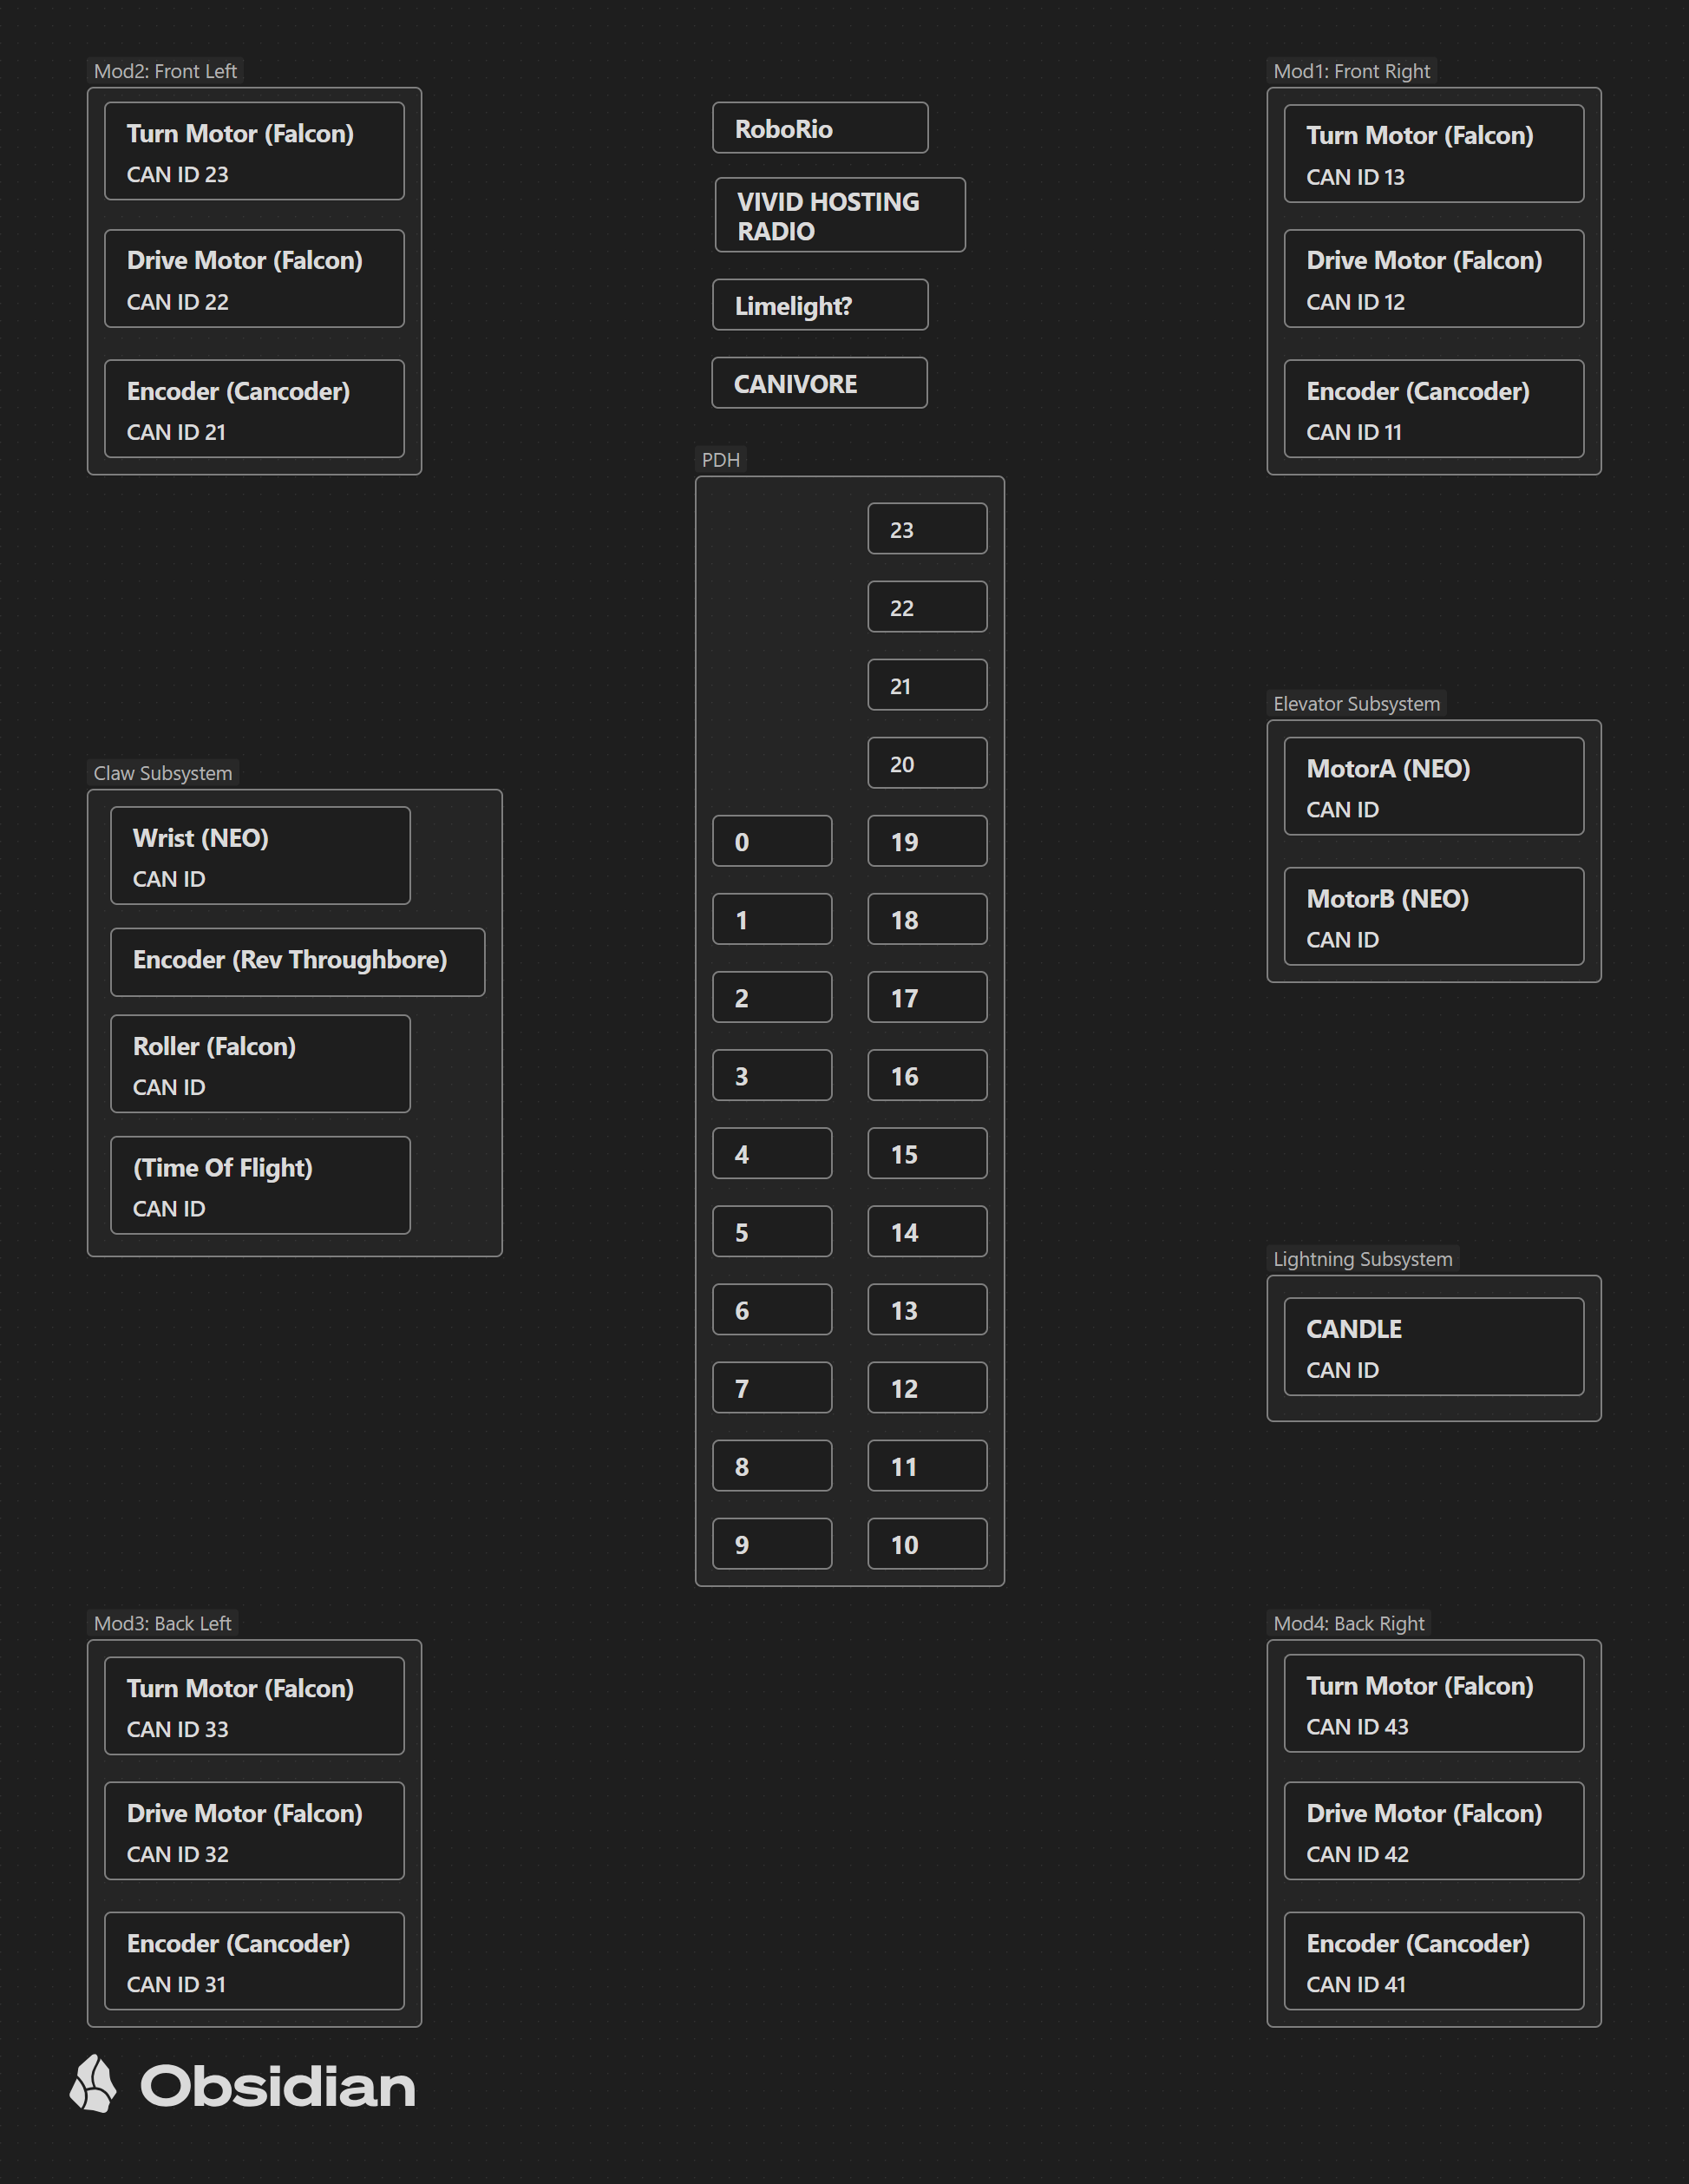 Mod2: Front Left
Turn Motor (Falcon)
CAN ID 23
Drive Motor (Falcon)
CAN ID 22
Encoder (Cancoder)
CAN ID 21
RoboRio
VIVID HOSTING
RADIO
Limelight?
CANIVORE
Mod1: Front Right
Turn Motor (Falcon)
CAN ID 13
Drive Motor (Falcon)
CAN ID 12
Encoder (Cancoder)
CAN ID 11
PDH
23
22
21
20
0
19
1
18
2
17
3
16
4
15
5
14
6
13
7
12
8
11
9
10
Claw Subsystem
Wrist (NEO)
CAN ID
Encoder (Rev Throughbore)
Roller (Falcon)
CAN ID
(Time Of Flight)
CAN ID
Elevator Subsystem
MotorA (NEO)
CAN ID
MotorB (NEO)
CAN ID
Lightning Subsystem
CANDLE
CAN ID
Mod3: Back Left
Turn Motor (Falcon)
CAN ID 33
Drive Motor (Falcon)
CAN ID 32
Encoder (Cancoder)
CAN ID 31
Mod4: Back Right
Turn Motor (Falcon)
CAN ID 43
Drive Motor (Falcon)
CAN ID 42
Encoder (Cancoder)
CAN ID 41
Obsidian